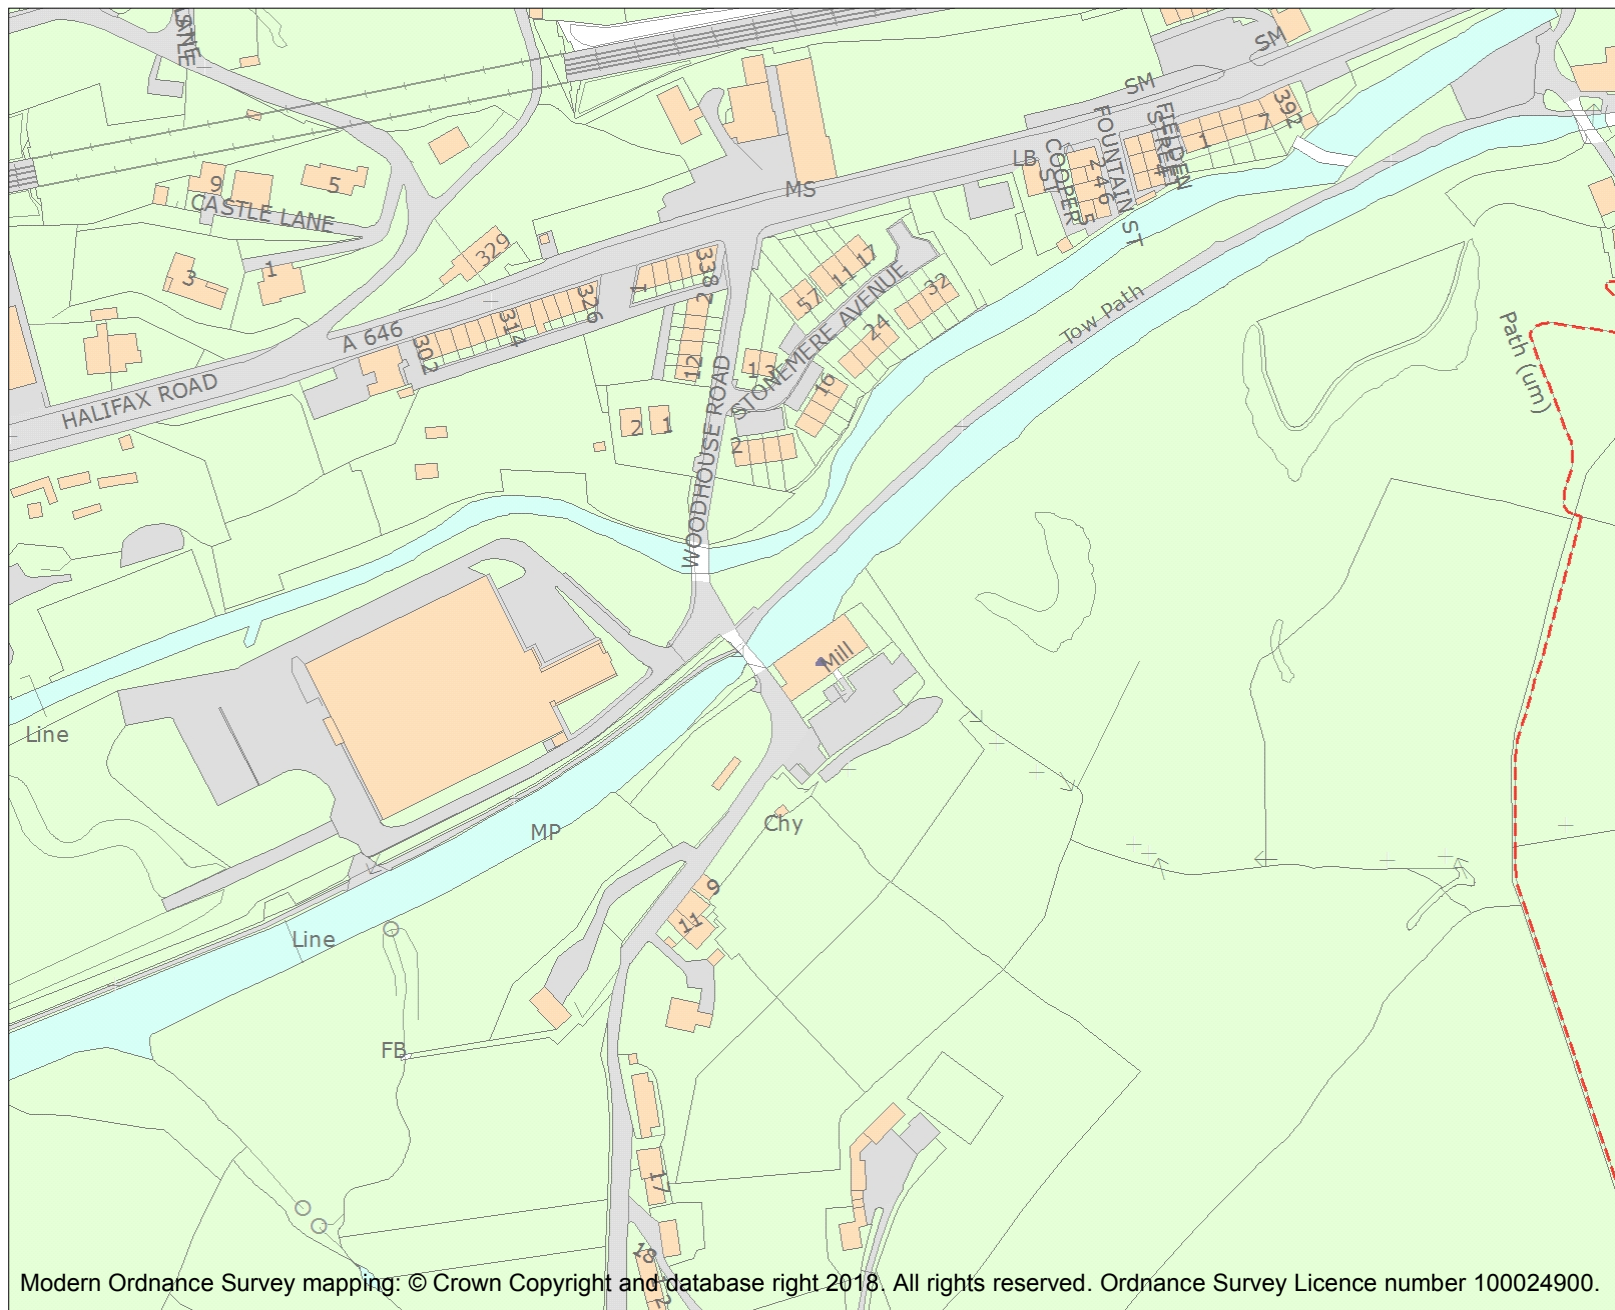 SM
SM
392
7
1
FIELDEN
STREET
FOUNTAIN ST
COOPER
ST
LB
2 4 6
5
MS
9
5
CASTLE LANE
3
1
329
338
1
2
326
314
302
A 646
HALIFAX ROAD
12
17
11
57
32
24
STONEMERE AVENUE
13
16
2
2
1
WOODHOUSE ROAD
Tow Path
Path (um)
Mill
Line
MP
Chy
9
11
Line
FB
17
18
Modern Ordnance Survey mapping: © Crown Copyright and database right 2018. All rights reserved. Ordnance Survey Licence number 100024900.